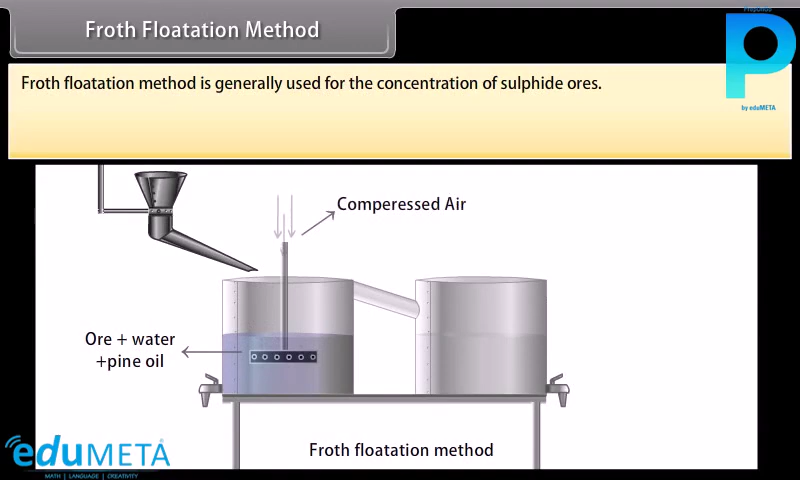 Froth Floatation Method
Preponds
Froth floatation method is generally used for the concentration of sulphide ores.
P
by eduMETA
Comperessed Air
Ore + water
+pine oil
Froth floatation method
eduMETA
MATH | LANGUAGE | CREATIVITY